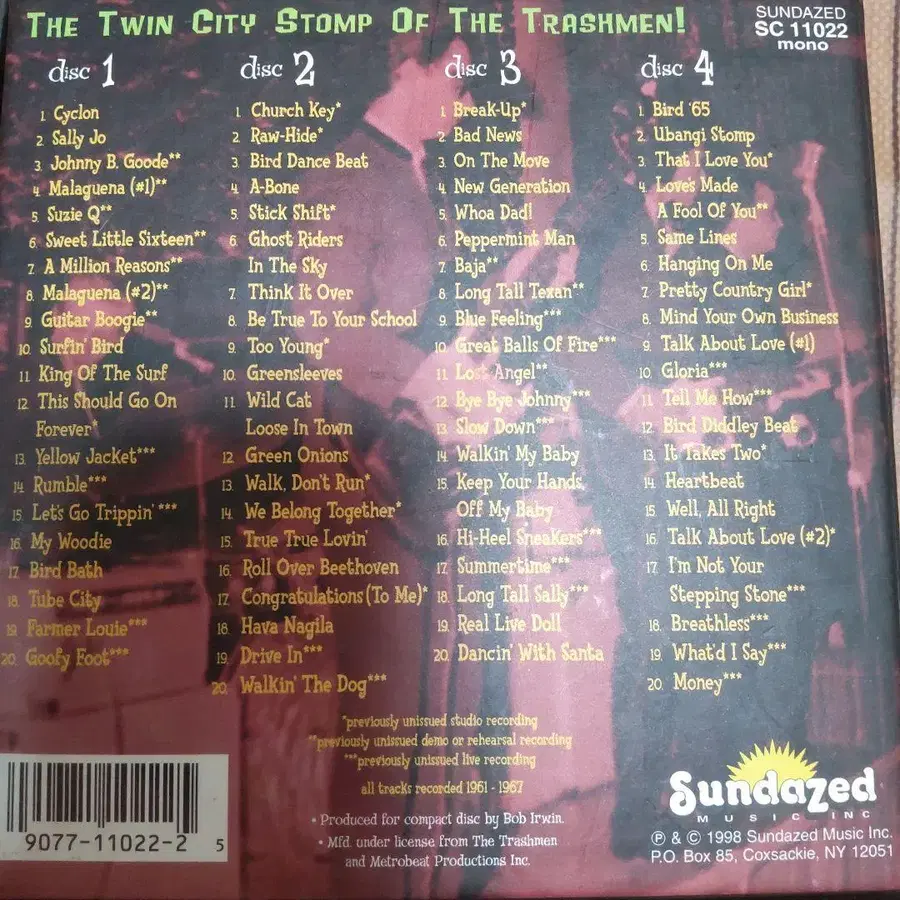 THE TWIN CITY STOMP OF THE TRASHMEN!
SUNDAZED
SC 11022
mono
disc 1
1. Cyclon
2. Sally Jo
3. Johnny B. Goode**
4. Malaguena (#1)**
5. Suzie Q**
6. Sweet Little Sixteen**
7. A Million Reasons**
8. Malaguena (#2)**
9. Guitar Boogie**
10. Surfin' Bird
11. King Of The Surf
12. This Should Go On
Forever*
13. Yellow Jacket***
14. Rumble***
15. Let's Go Trippin' ***
16. My Woodie
17. Bird Bath
18. Tube City
19. Farmer Louie***
20. Goofy Foot***
disc 2
1. Church Key*
2. Raw-Hide*
3. Bird Dance Beat
4. A-Bone
5. Stick Shift*
6. Ghost Riders
In The Sky
7. Think It Over
8. Be True To Your School
9. Too Young*
10. Greensleeves
11. Wild Cat
Loose In Town
12. Green Onions
13. Walk, Don't Run*
14. We Belong Together*
15. True True Lovin'
16. Roll Over Beethoven
17. Congratulations (To Me)*
18. Hava Nagila
19. Drive In***
20. Walkin' The Dog***
disc 3
1. Break-Up*
2. Bad News
3. On The Move
4. New Generation
5. Whoa Dad!
6. Peppermint Man
7. Baja**
8. Long Tall Texan**
9. Blue Feeling***
10. Great Balls Of Fire***
11. Lost Angel**
12. Bye Bye Johnny***
13. Slow Down***
14. Walkin' My Baby
15. Keep Your Hands
Off My Baby
16. Hi-Heel Sneakers***
17. Summertime***
18. Long Tall Sally***
19. Real Live Doll
20. Dancin' With Santa
disc 4
1. Bird '65
2. Ubangi Stomp
3. That I Love You*
4. Love's Made
A Fool Of You**
5. Same Lines
6. Hanging On Me
7. Pretty Country Girl*
8. Mind Your Own Business
9. Talk About Love (#1)
10. Gloria***
11. Tell Me How***
12. Bird Diddley Beat
13. It Takes Two*
14. Heartbeat
15. Well, All Right
16. Talk About Love (#2)*
17. I'm Not Your
Stepping Stone***
18. Breathless***
19. What'd I Say***
20. Money***
*previously unissued studio recording
**previously unissued demo or rehearsal recording
***previously unissued live recording
all tracks recorded 1961 - 1967
• Produced for compact disc by Bob Irwin.
• Mfd. under license from The Trashmen
and Metrobeat Productions Inc.
9077-11022-2 5
Sundazed
MUSIC INC
Ⓟ & © 1998 Sundazed Music Inc.
P.O. Box 85, Coxsackie, NY 12051